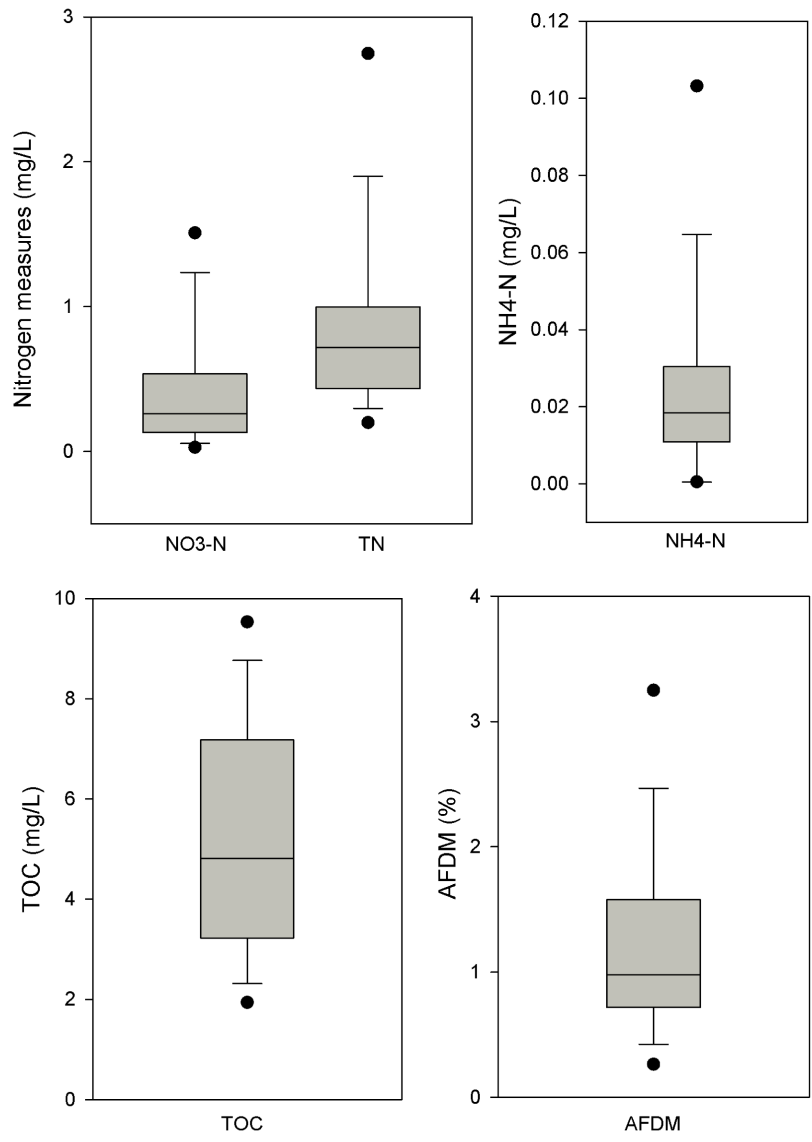 Nitrogen measures (mg/L)
3
2
1
0
NO3-N TN
NH4-N (mg/L)
0.12
0.10
0.08
0.06
0.04
0.02
0.00
NH4-N
TOC (mg/L)
10
8
6
4
2
0
TOC
AFDM (%)
4
3
2
1
0
AFDM